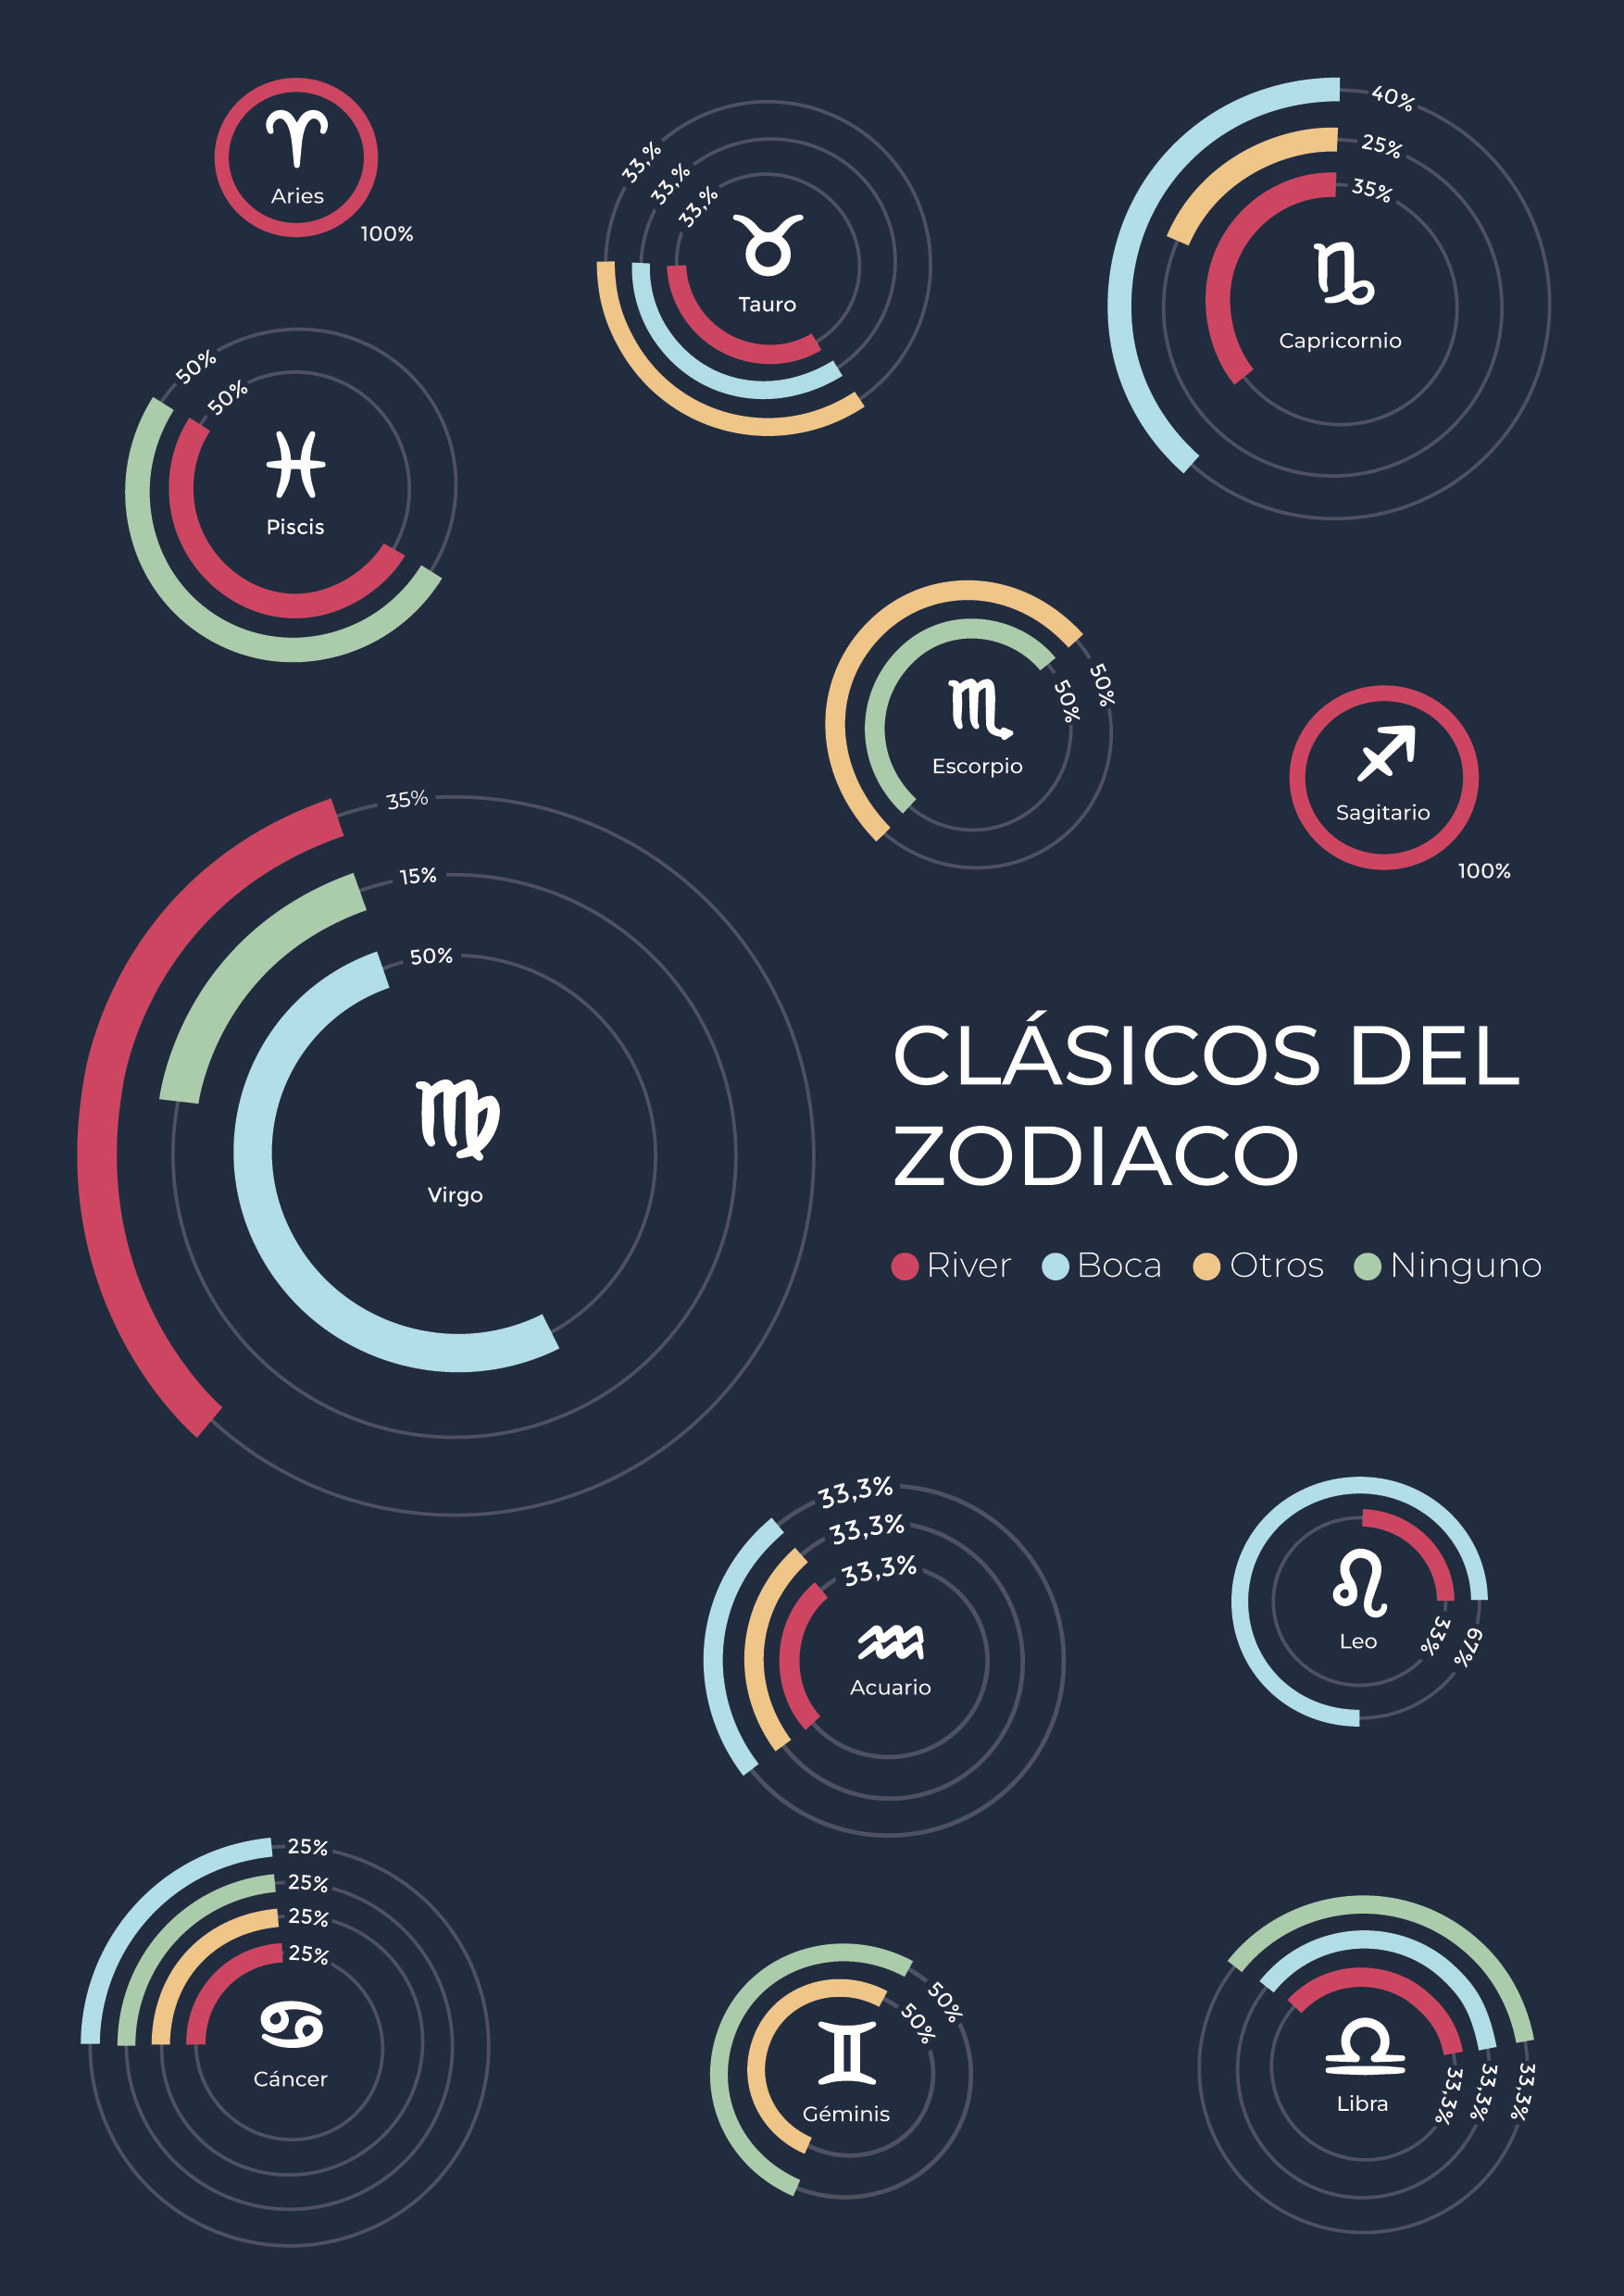 Aries
100%
33,%
33,%
33,%
Tauro
40%
25%
35%
Capricornio
50%
50%
Piscis
50%
50%
Escorpio
Sagitario
100%
35%
15%
50%
Virgo
CLÁSICOS DEL
ZODIACO
River Boca Otros Ninguno
33,3%
33,3%
33,3%
Acuario
Leo
33%
67%
25%
25%
25%
25%
Cáncer
50%
50%
Géminis
Libra
33,3%
33,3%
33,3%